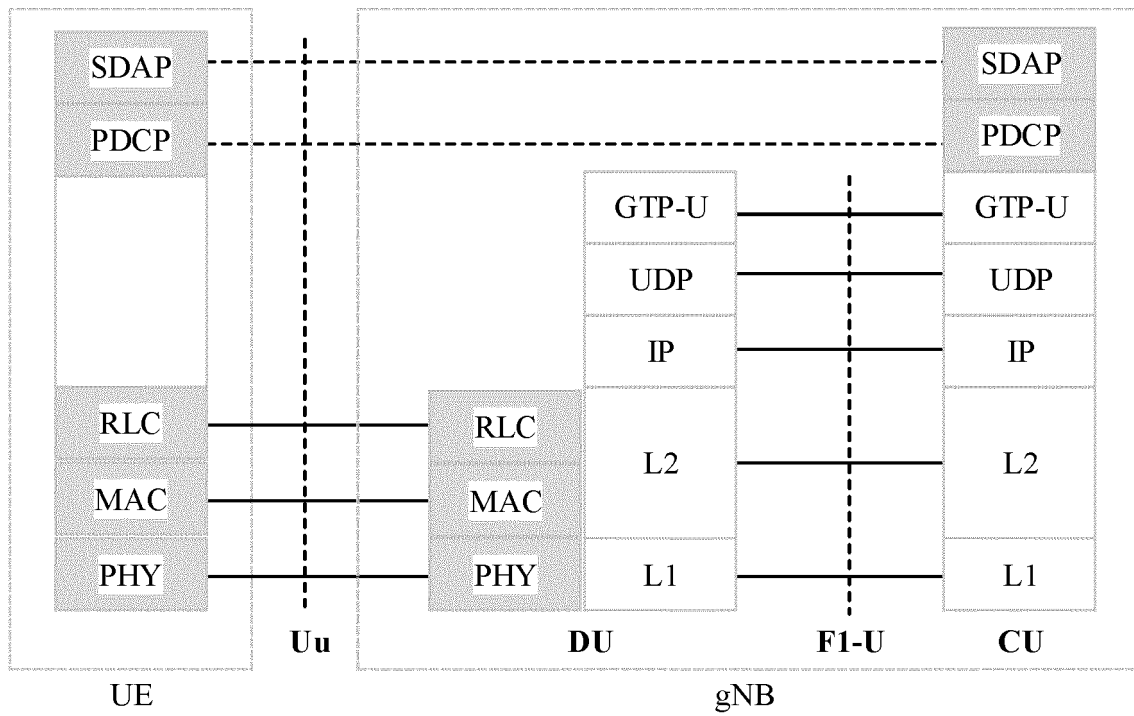 SDAP
SDAP
PDCP
PDCP
GTP-U
GTP-U
UDP
UDP
IP
IP
RLC
RLC
L2
L2
MAC
MAC
PHY
PHY
L1
L1
Uu
DU
F1-U
CU
UE
gNB